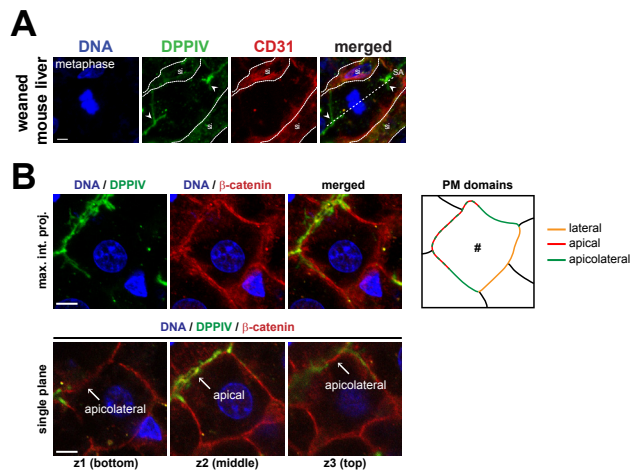 A
DNA
DPPIV
CD31
merged
weaned
mouse liver
metaphase
si
si
si
si
SA
si
B
DNA / DPPIV
DNA / β-catenin
merged
PM domains
max. int. proj.
#
lateral
apical
apicolateral
DNA / DPPIV / β-catenin
single plane
apicolateral
apical
apicolateral
z1 (bottom)
z2 (middle)
z3 (top)